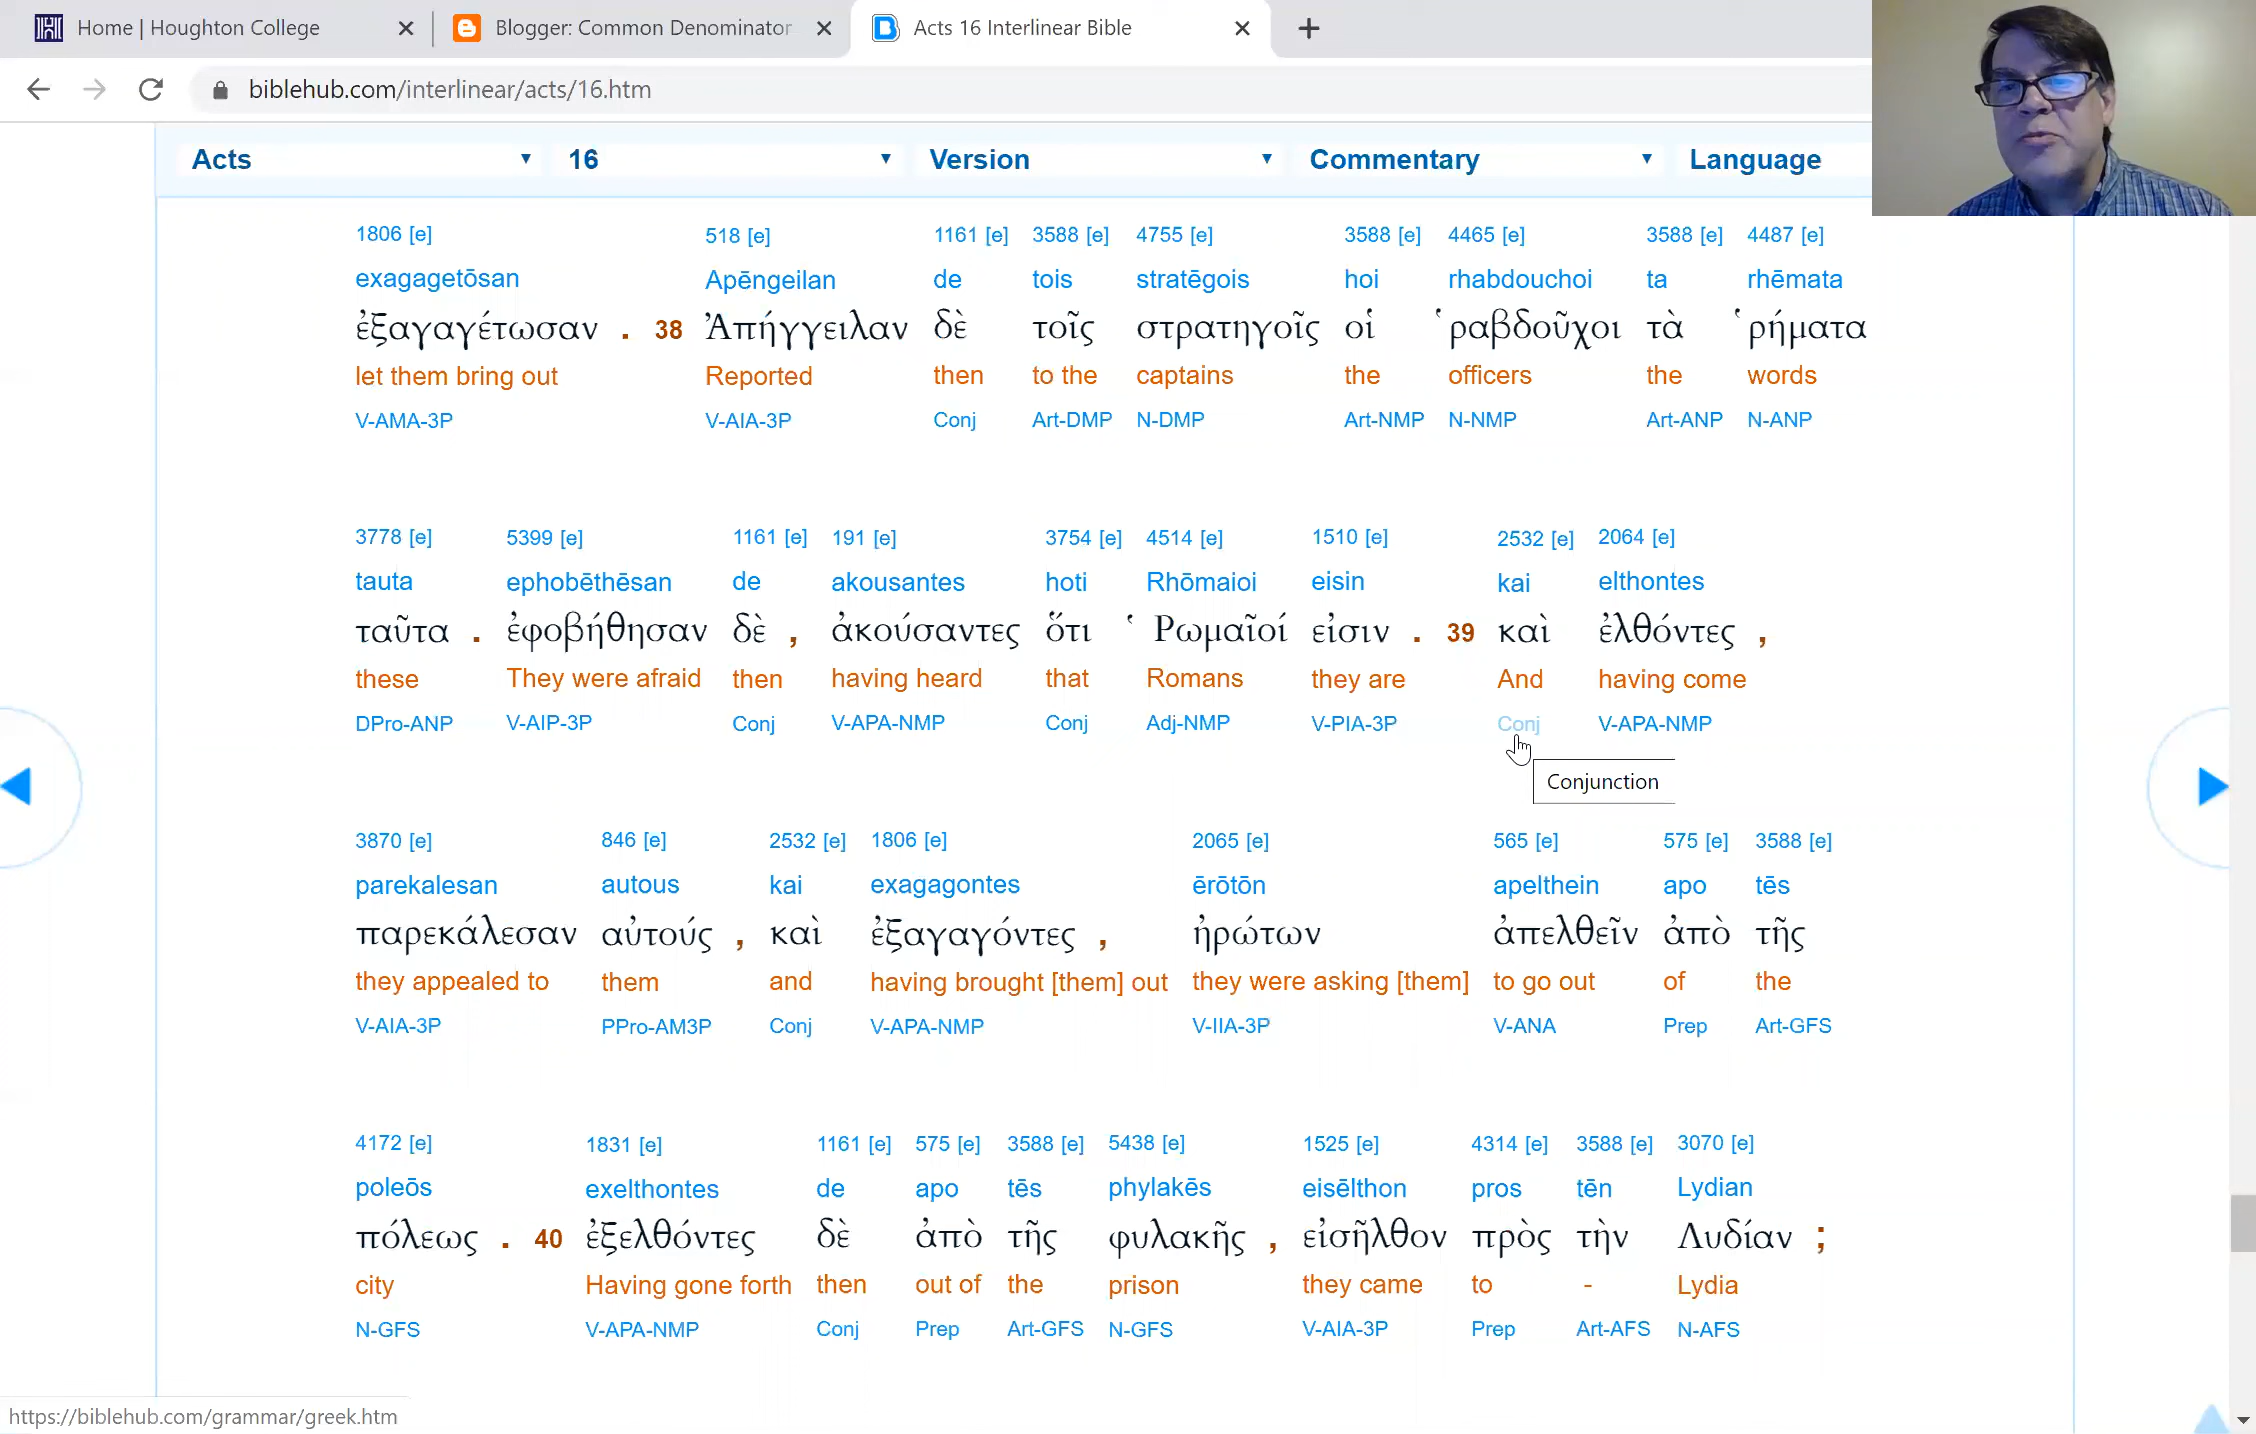 Home | Houghton College
Blogger: Common Denominator
Acts 16 Interlinear Bible
biblehub.com/interlinear/acts/16.htm
Acts 16 Version Commentary Language
1806 [e] 518 [e] 1161 [e] 3588 [e] 4755 [e] 3588 [e] 4465 [e] 3588 [e] 4487 [e]
exagagetōsan Apēngeilan de tois stratēgois hoi rhabdouchoi ta rhēmata
ἐξαγαγέτωσαν . 38 Ἀπήγγειλαν δὲ τοῖς στρατηγοῖς οἱ ῥαβδοῦχοι τὰ ῥήματα
let them bring out Reported then to the captains the officers the words
V-AMA-3P V-AIA-3P Conj Art-DMP N-DMP Art-NMP N-NMP Art-ANP N-ANP
3778 [e] 5399 [e] 1161 [e] 191 [e] 3754 [e] 4514 [e] 1510 [e] 2532 [e] 2064 [e]
tauta ephobēthēsan de akousantes hoti Rhōmaioi eisin kai elthontes
ταῦτα . ἐφοβήθησαν δὲ , ἀκούσαντες ὅτι Ῥωμαῖοί εἰσιν . 39 καὶ ἐλθόντες ,
these They were afraid then having heard that Romans they are And having come
DPro-ANP V-AIP-3P Conj V-APA-NMP Conj Adj-NMP V-PIA-3P Conj V-APA-NMP
Conjunction
3870 [e] 846 [e] 2532 [e] 1806 [e] 2065 [e] 565 [e] 575 [e] 3588 [e]
parekalesan autous kai exagagontes ērōtōn apelthein apo tēs
παρεκάλεσαν αὐτούς , καὶ ἐξαγαγόντες , ἠρώτων ἀπελθεῖν ἀπὸ τῆς
they appealed to them and having brought [them] out they were asking [them] to go out of the
V-AIA-3P PPro-AM3P Conj V-APA-NMP V-IIA-3P V-ANA Prep Art-GFS
4172 [e] 1831 [e] 1161 [e] 575 [e] 3588 [e] 5438 [e] 1525 [e] 4314 [e] 3588 [e] 3070 [e]
poleōs exelthontes de apo tēs phylakēs eisēlthon pros tēn Lydian
πόλεως . 40 ἐξελθόντες δὲ ἀπὸ τῆς φυλακῆς , εἰσῆλθον πρὸς τὴν Λυδίαν ;
city Having gone forth then out of the prison they came to - Lydia
N-GFS V-APA-NMP Conj Prep Art-GFS N-GFS V-AIA-3P Prep Art-AFS N-AFS
https://biblehub.com/grammar/greek.htm